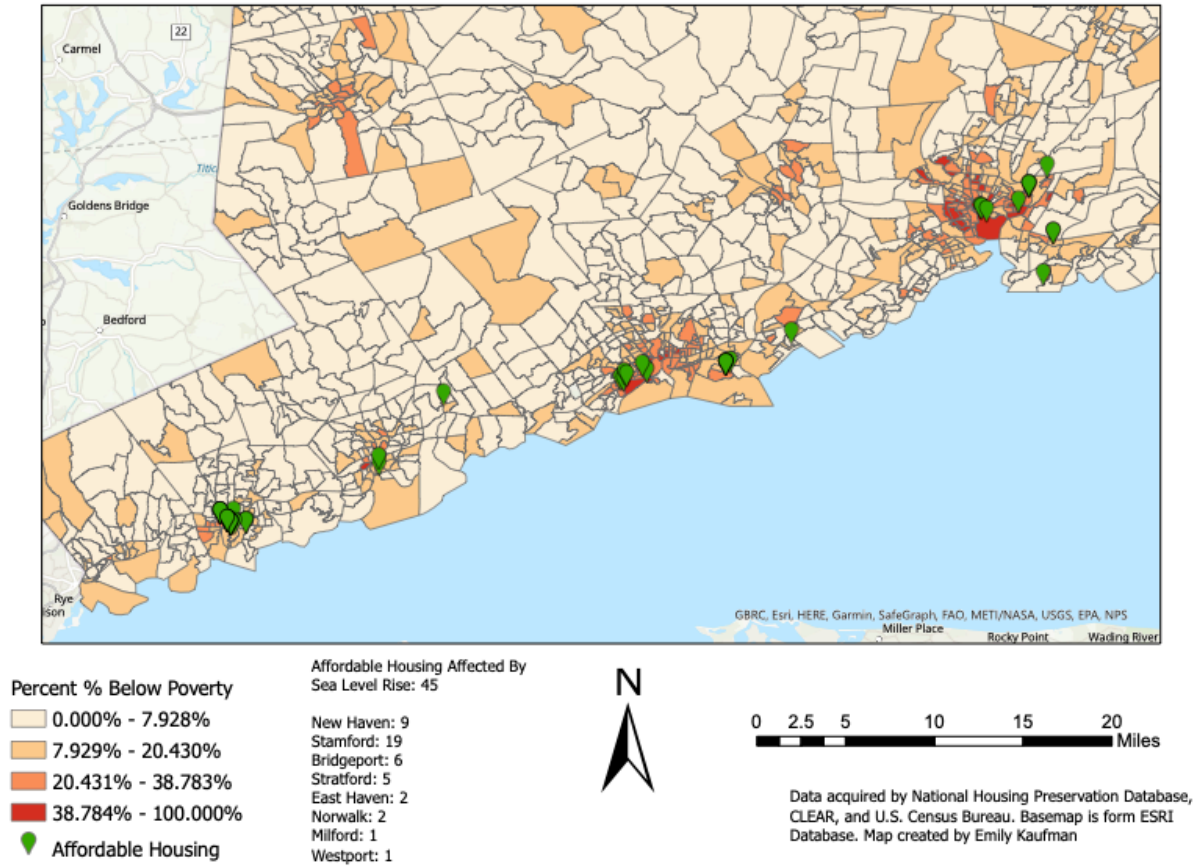 Carmel
22
Titic
Goldens Bridge
Bedford
Rye
lson
GBRC, Esri, HERE, Garmin, SafeGraph, FAO, METI/NASA, USGS, EPA, NPS
Miller Place
Rocky Point
Wading River
Percent % Below Poverty
0.000% - 7.928%
7.929% - 20.430%
20.431% - 38.783%
38.784% - 100.000%
Affordable Housing
Affordable Housing Affected By
Sea Level Rise: 45
New Haven: 9
Stamford: 19
Bridgeport: 6
Stratford: 5
East Haven: 2
Norwalk: 2
Milford: 1
Westport: 1
N
0 2.5 5 10 15 20
Miles
Data acquired by National Housing Preservation Database,
CLEAR, and U.S. Census Bureau. Basemap is form ESRI
Database. Map created by Emily Kaufman